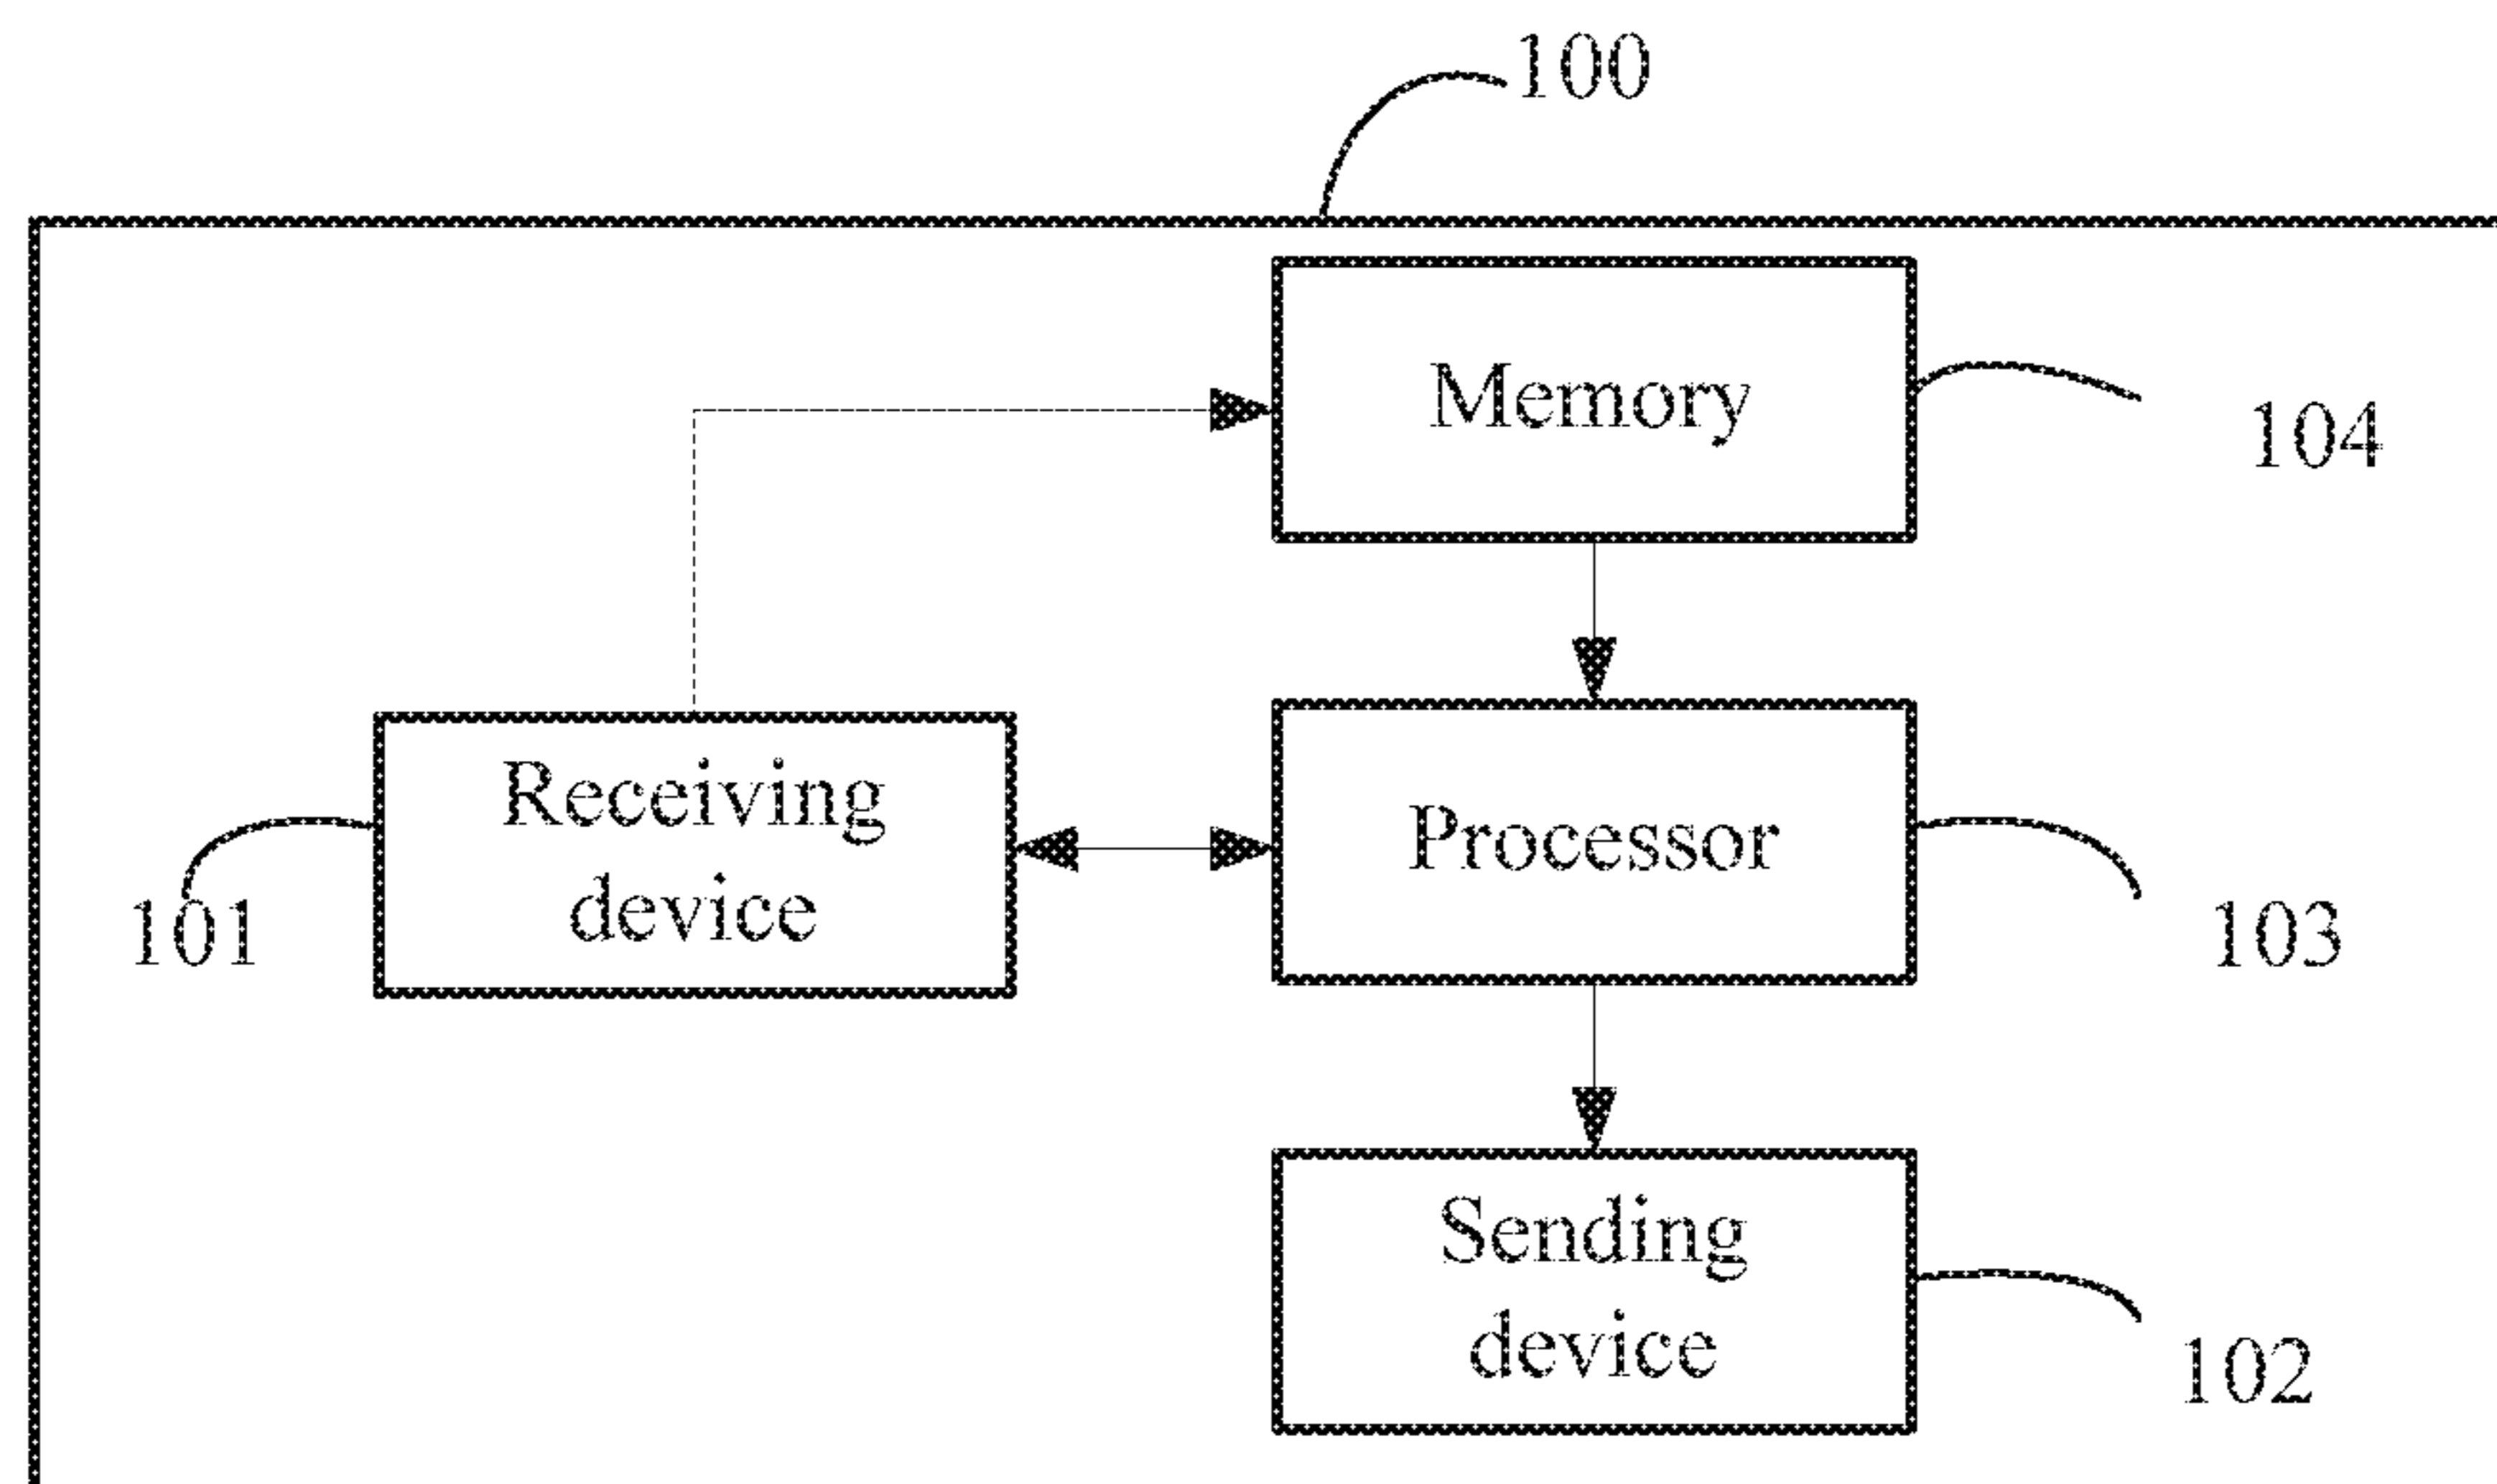 100
Memory
104
Receiving
device
Processor
101
103
Sending
device
102